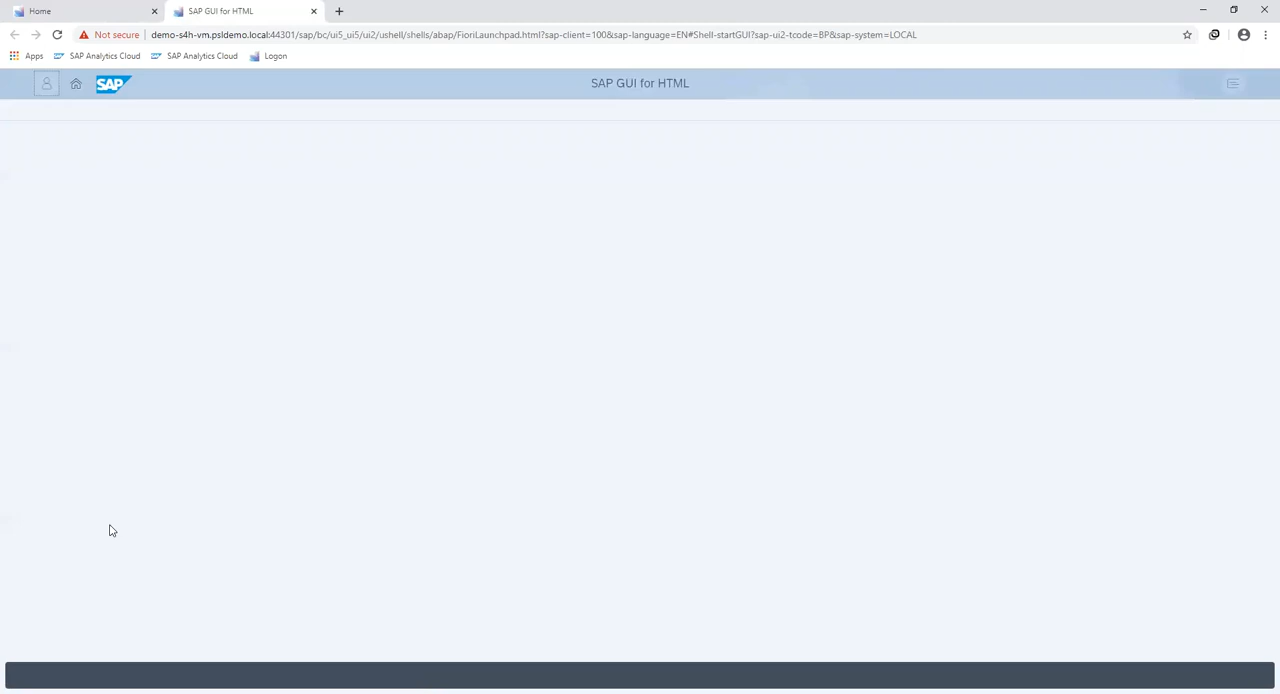 Home
SAP GUI for HTML
Not secure
demo-s4h-vm.psldemo.local:44301/sap/bc/ui5_ui5/ui2/ushell/shells/abap/FioriLaunchpad.html?sap-client=100&sap-language=EN#Shell-startGUI?sap-ui2-tcode=BP&sap-system=LOCAL
Apps
SAP Analytics Cloud
SAP Analytics Cloud
Logon
SAP
SAP GUI for HTML